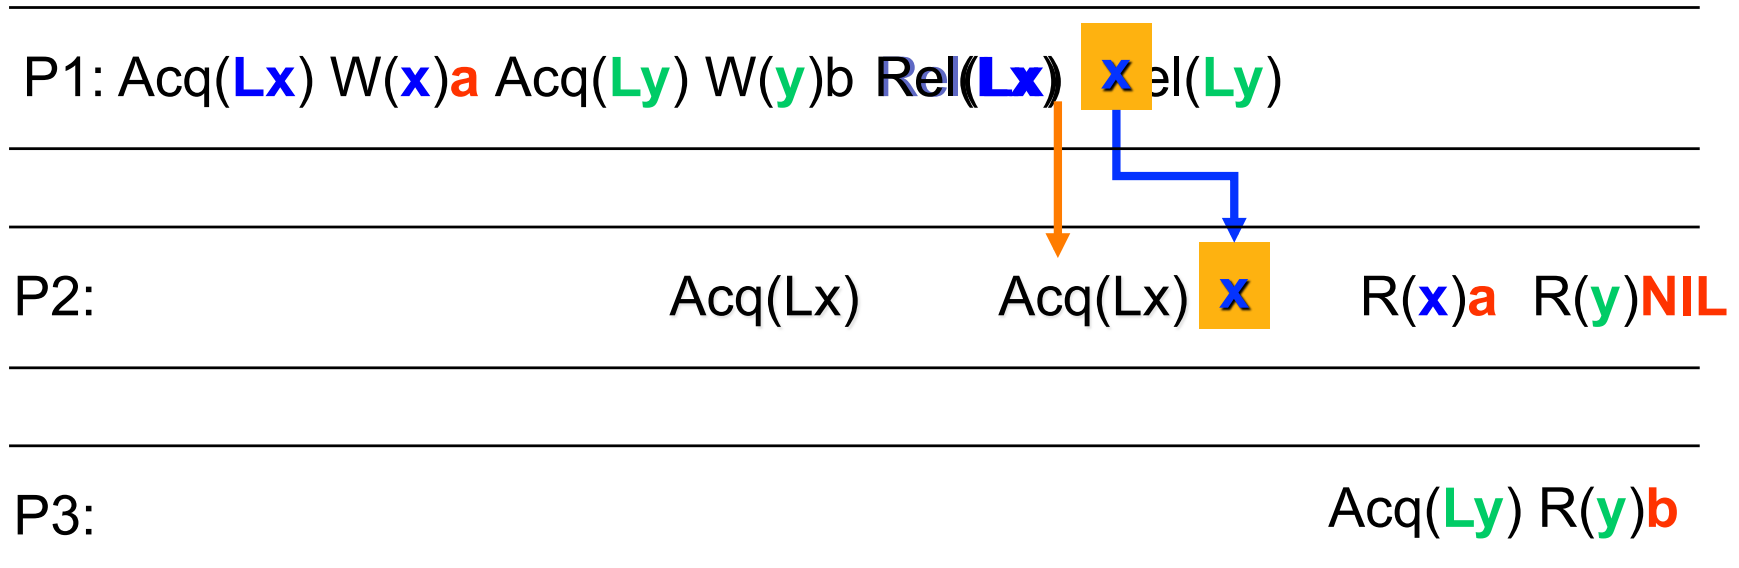 P1: Acq(Lx) W(x)a Acq(Ly) W(y)b Rel(Lx) x el(Ly)
P2: Acq(Lx) Acq(Lx) x R(x)a R(y)NIL
P3: Acq(Ly) R(y)b